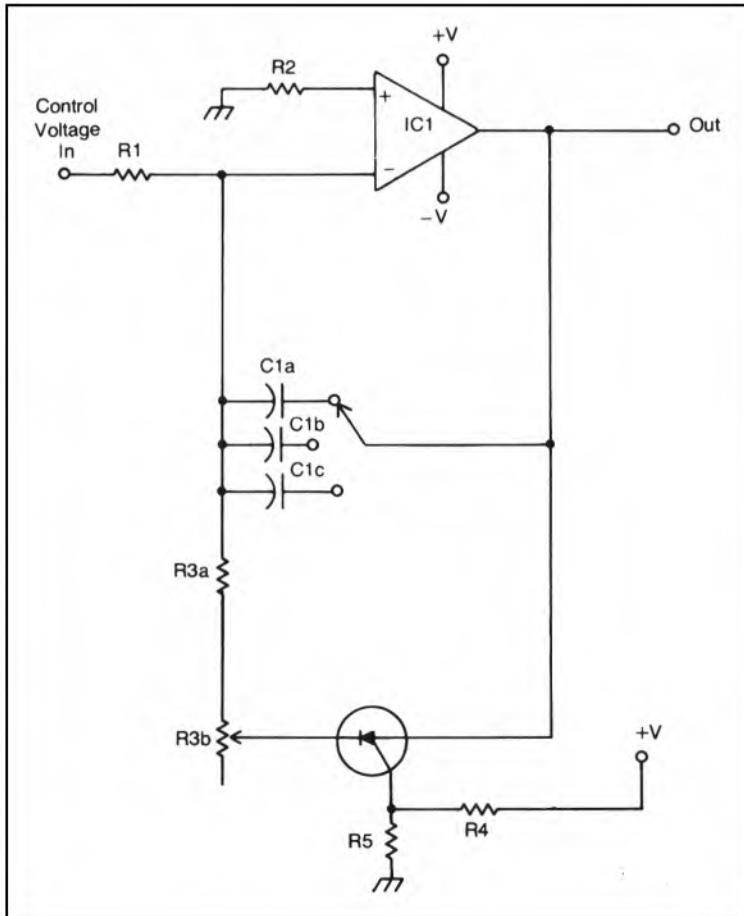 +V
R2
+
IC1
Control
Voltage
In
R1
Out
−
−V
C1a
C1b
C1c
R3a
R3b
+V
R4
R5